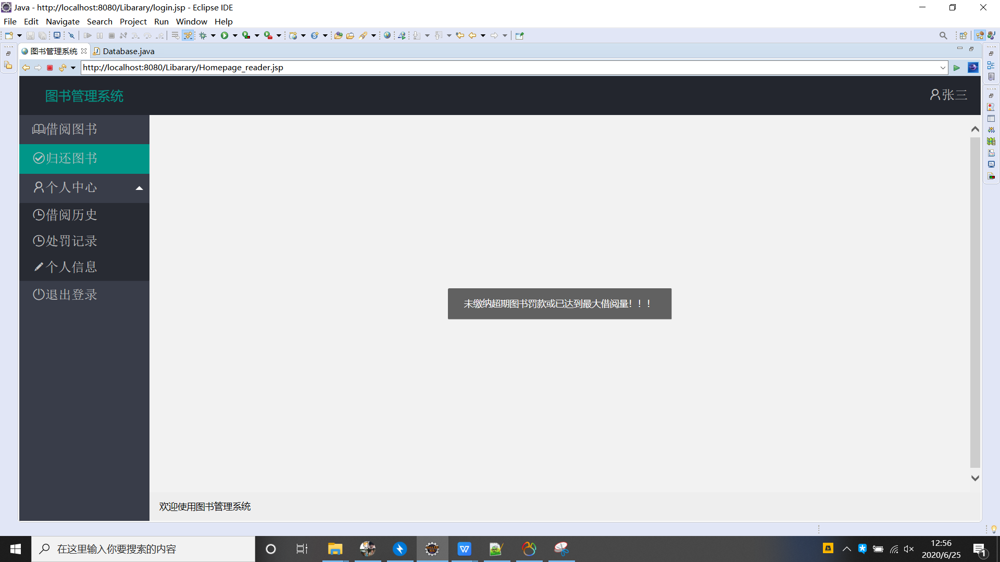 Java - http://localhost:8080/Libarary/login.jsp - Eclipse IDE
File Edit Navigate Search Project Run Window Help
图书管理系统 Database.java
http://localhost:8080/Libarary/Homepage_reader.jsp
图书管理系统
张三
借阅图书
归还图书
个人中心
借阅历史
处罚记录
个人信息
退出登录
未缴纳超期图书罚款或已达到最大借阅量！！！
欢迎使用图书管理系统
在这里输入你要搜索的内容
12:56
2020/6/25
1